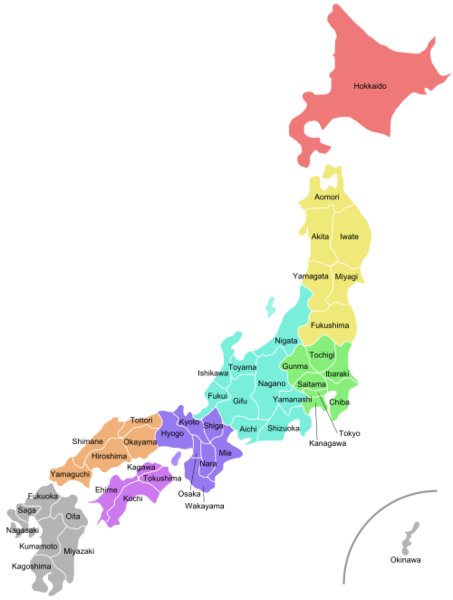 Hokkaido
Aomori
Akita
Iwate
Yamagata
Miyagi
Fukushima
Nigata
Tochigi
Gunma
Ibaraki
Toyama
Ishikawa
Nagano
Saitama
Fukui
Gifu
Yamanashi
Chiba
Tottori
Kyoto
Shiga
Aichi
Shizuoka
Tokyo
Hyogo
Kanagawa
Shimane
Okayama
Hiroshima
Mie
Nara
Kagawa
Yamaguchi
Tokushima
Ehime
Osaka
Kochi
Wakayama
Fukuoka
Saga
Oita
Nagasaki
Kumamoto
Miyazaki
Okinawa
Kagoshima